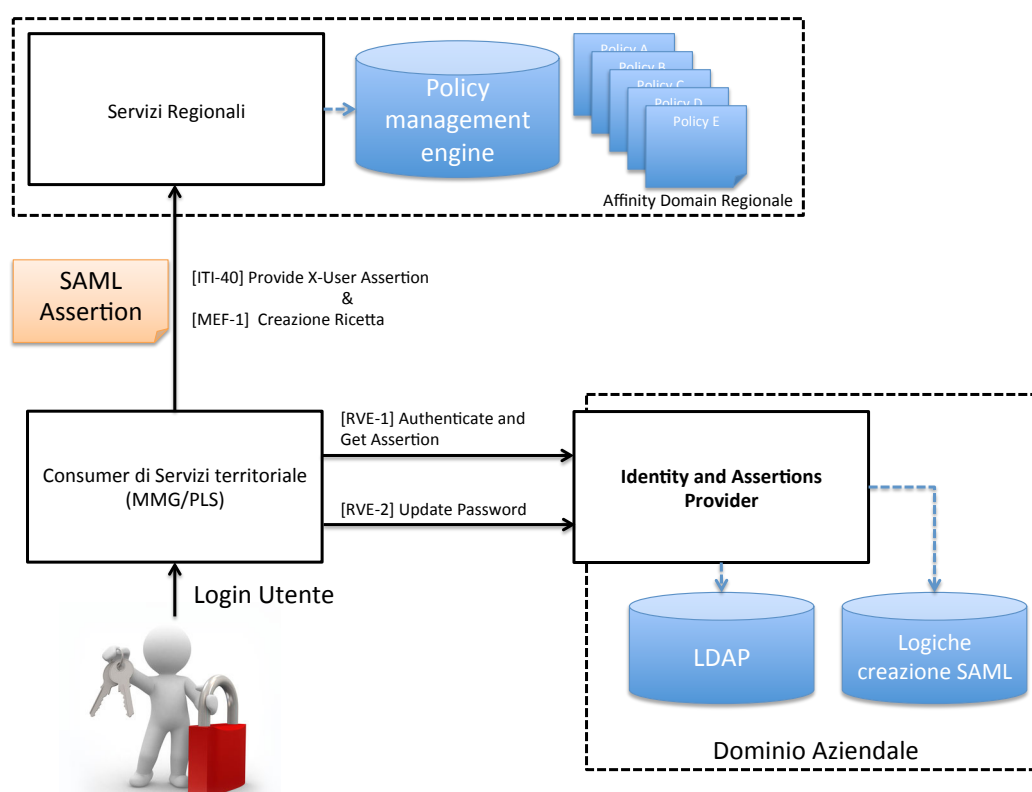 Servizi Regionali
Policy
management
engine
Policy A
Policy B
Policy C
Policy D
Policy E
Affinity Domain Regionale
SAML
Assertion
[ITI-40] Provide X-User Assertion
&
[MEF-1] Creazione Ricetta
Consumer di Servizi territoriale
(MMG/PLS)
[RVE-1] Authenticate and
Get Assertion
[RVE-2] Update Password
Identity and Assertions
Provider
Login Utente
LDAP
Logiche
creazione SAML
Dominio Aziendale